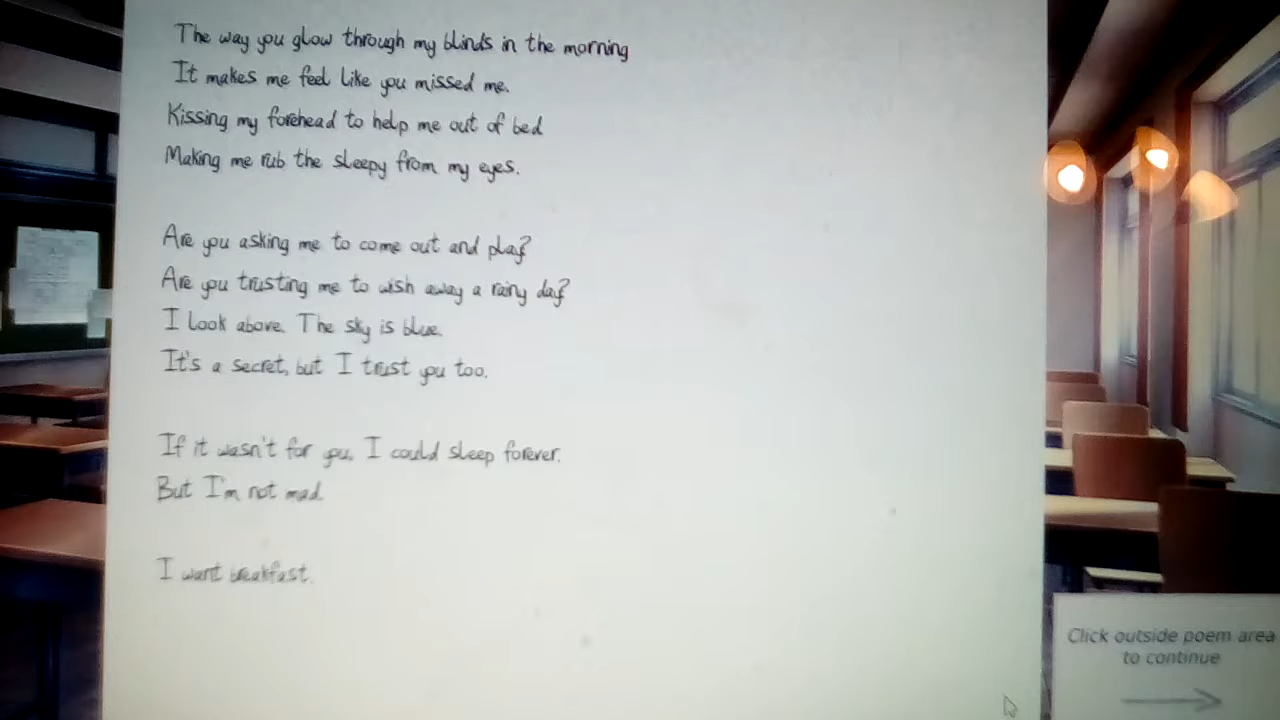 The way you glow through my blinds in the morning
It makes me feel like you missed me.
Kissing my forehead to help me out of bed
Making me rub the sleepy from my eyes.
Are you asking me to come out and play?
Are you trusting me to wish away a rainy day?
I look above. The sky is blue.
It's a secret, but I trust you too.
If it wasn't for you, I could sleep forever.
But I'm not mad.
I want breakfast.
Click outside poem area
to continue